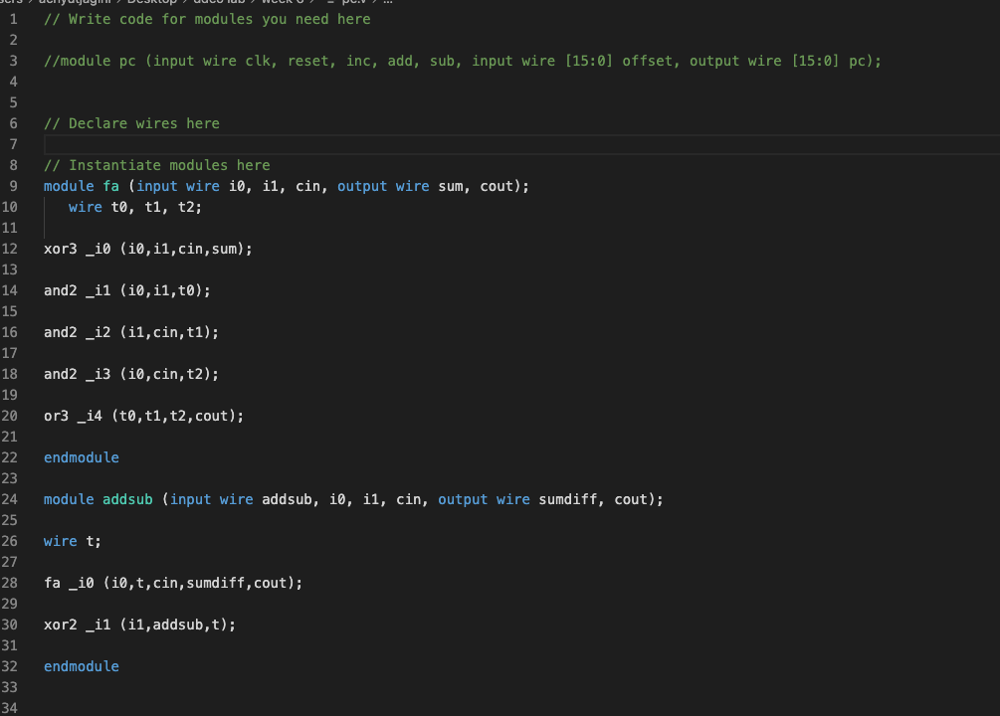 1 // Write code for modules you need here
2
3 //module pc (input wire clk, reset, inc, add, sub, input wire [15:0] offset, output wire [15:0] pc);
4
5
6 // Declare wires here
7
8 // Instantiate modules here
9 module fa (input wire i0, i1, cin, output wire sum, cout);
10 wire t0, t1, t2;
11
12 xor3 _i0 (i0,i1,cin,sum);
13
14 and2 _i1 (i0,i1,t0);
15
16 and2 _i2 (i1,cin,t1);
17
18 and2 _i3 (i0,cin,t2);
19
20 or3 _i4 (t0,t1,t2,cout);
21
22 endmodule
23
24 module addsub (input wire addsub, i0, i1, cin, output wire sumdiff, cout);
25
26 wire t;
27
28 fa _i0 (i0,t,cin,sumdiff,cout);
29
30 xor2 _i1 (i1,addsub,t);
31
32 endmodule
33
34